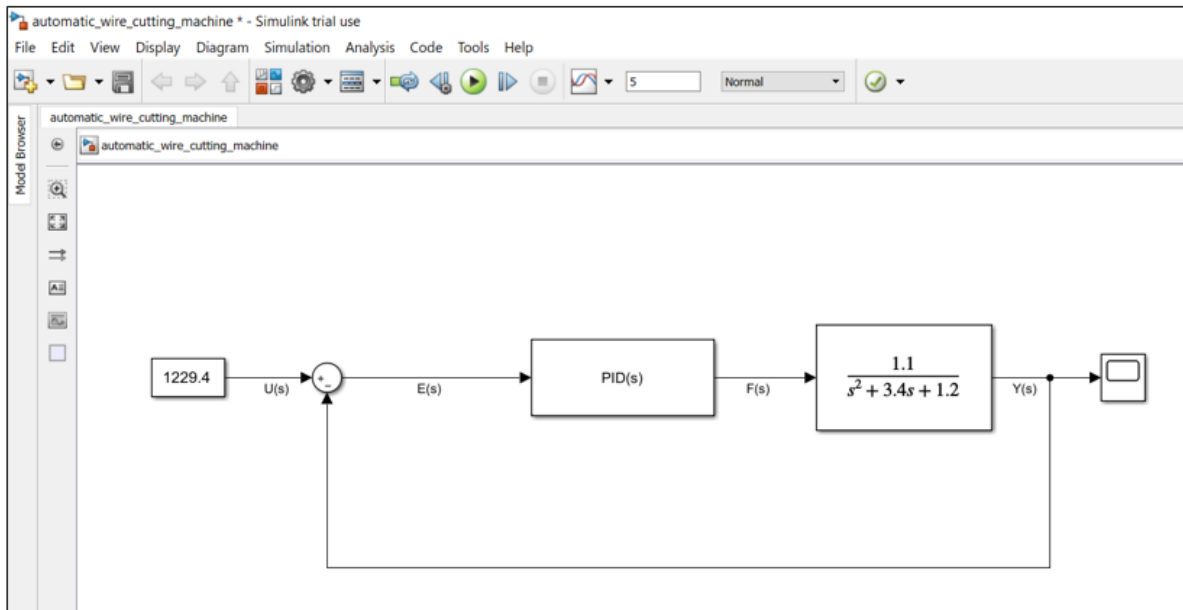 automatic_wire_cutting_machine * - Simulink trial use
File Edit View Display Diagram Simulation Analysis Code Tools Help
5 Normal
Model Browser
automatic_wire_cutting_machine
automatic_wire_cutting_machine
1229.4
U(s)
+
-
E(s)
PID(s)
F(s)
1.1
s² + 3.4s + 1.2
Y(s)